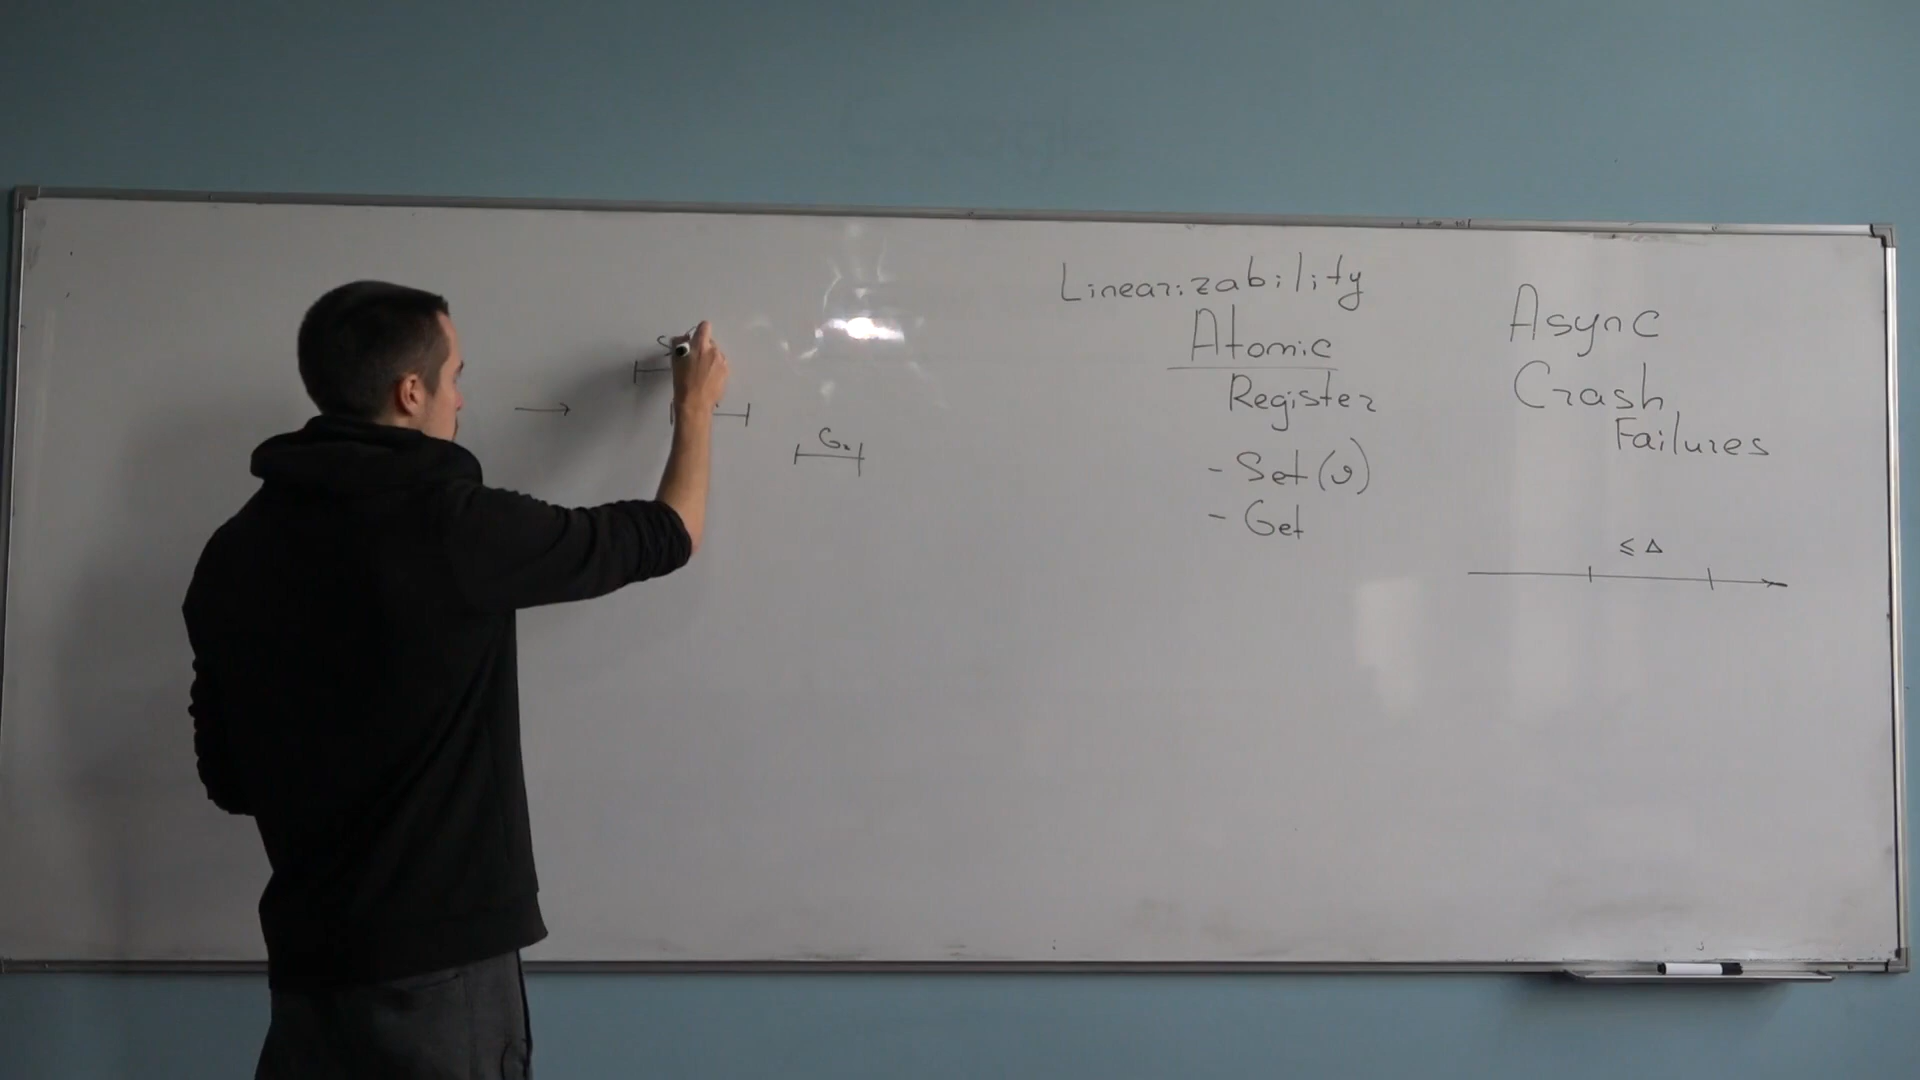 Linearizability
Atomic
Register
- Set (v)
- Get
Async
Crash
Failures
≤ Δ